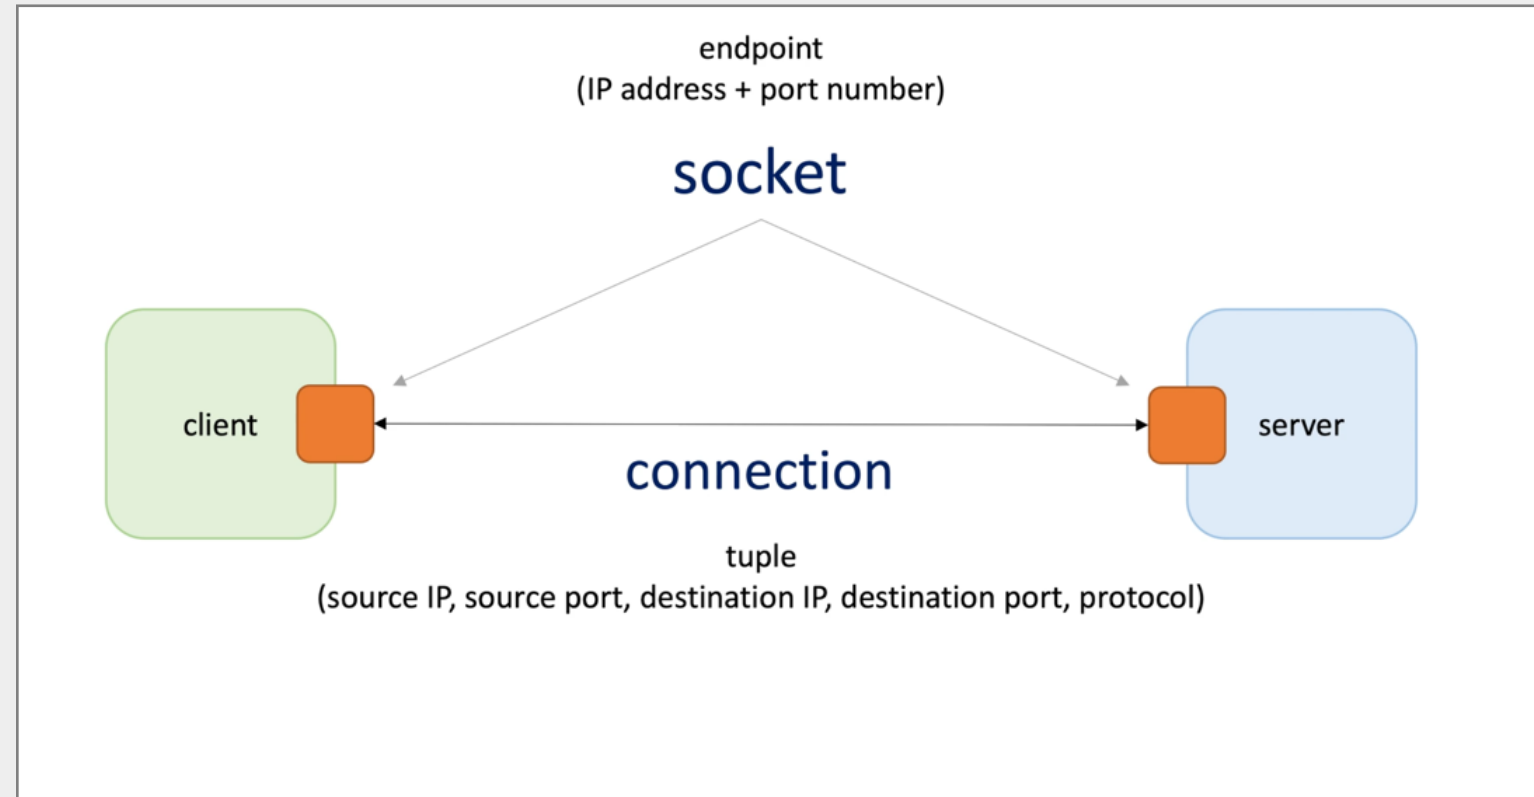 endpoint
(IP address + port number)
socket
client
server
connection
tuple
(source IP, source port, destination IP, destination port, protocol)